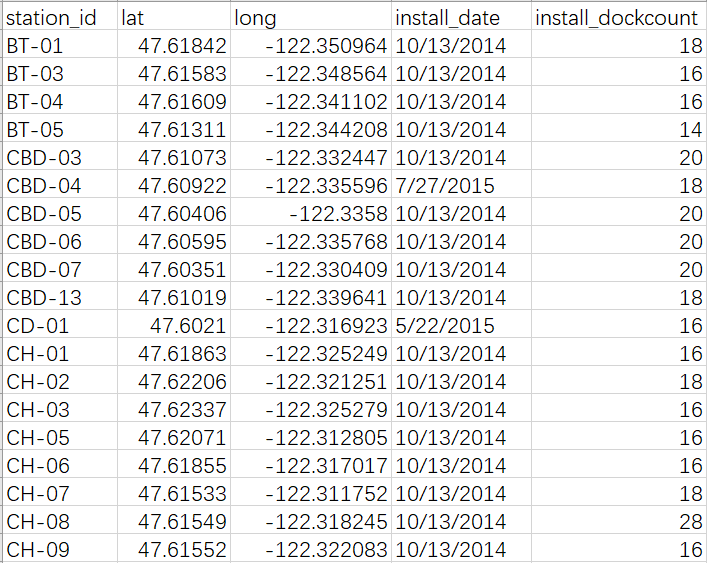 station_id lat long install_date install_dockcount
BT-01 47.61842 -122.350964 10/13/2014 18
BT-03 47.61583 -122.348564 10/13/2014 16
BT-04 47.61609 -122.341102 10/13/2014 16
BT-05 47.61311 -122.344208 10/13/2014 14
CBD-03 47.61073 -122.332447 10/13/2014 20
CBD-04 47.60922 -122.335596 7/27/2015 18
CBD-05 47.60406 -122.3358 10/13/2014 20
CBD-06 47.60595 -122.335768 10/13/2014 20
CBD-07 47.60351 -122.330409 10/13/2014 20
CBD-13 47.61019 -122.339641 10/13/2014 18
CD-01 47.6021 -122.316923 5/22/2015 16
CH-01 47.61863 -122.325249 10/13/2014 16
CH-02 47.62206 -122.321251 10/13/2014 18
CH-03 47.62337 -122.325279 10/13/2014 16
CH-05 47.62071 -122.312805 10/13/2014 16
CH-06 47.61855 -122.317017 10/13/2014 16
CH-07 47.61533 -122.311752 10/13/2014 18
CH-08 47.61549 -122.318245 10/13/2014 28
CH-09 47.61552 -122.322083 10/13/2014 16